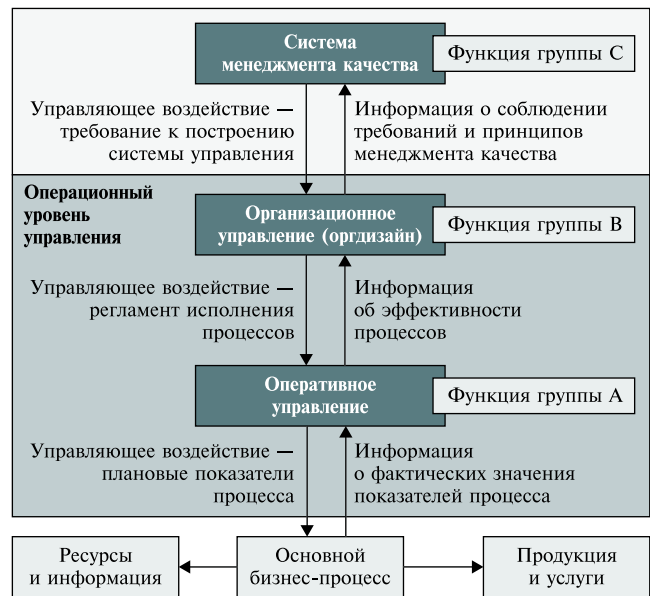 Система
менеджмента качества
Функция группы С
Управляющее воздействие —
требование к построению
системы управления
Информация о соблюдении
требований и принципов
менеджмента качества
Операционный
уровень
управления
Организационное
управление (оргдизайн)
Функция группы В
Управляющее воздействие —
регламент исполнения
процессов
Информация
об эффективности
процессов
Оперативное
управление
Функция группы А
Управляющее воздействие —
плановые показатели
процесса
Информация
о фактических значения
показателей процесса
Ресурсы
и информация
Основной
бизнес-процесс
Продукция
и услуги